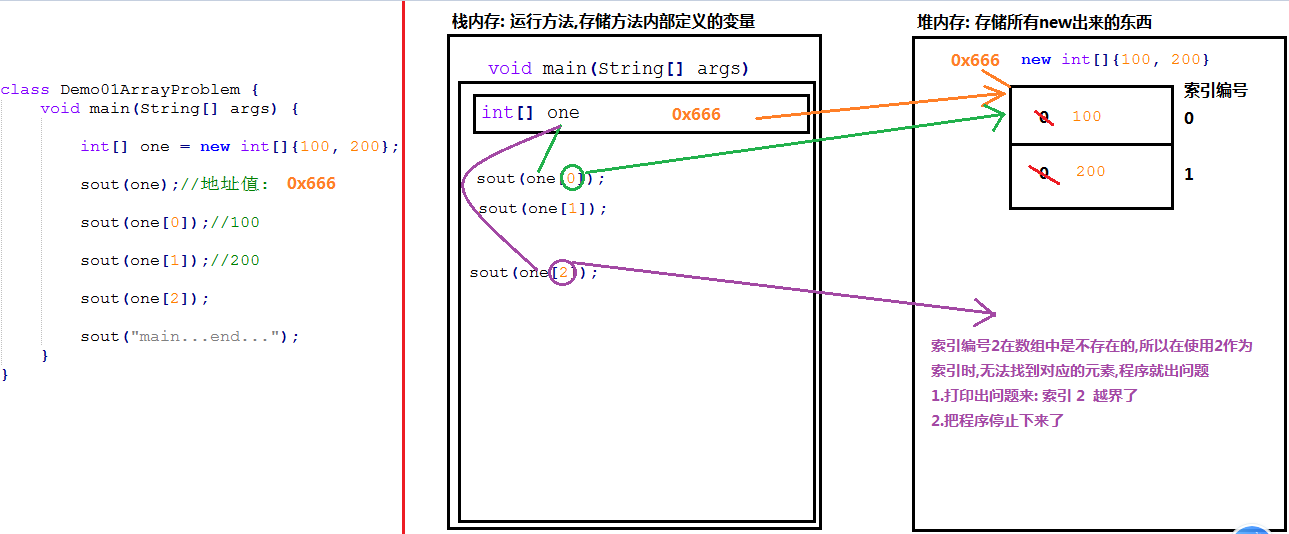 class Demo01ArrayProblem {
void main(String[] args) {
int[] one = new int[]{100, 200};
sout(one);//地址值: 0x666
sout(one[0]);//100
sout(one[1]);//200
sout(one[2]);
sout("main...end...");
}
}
栈内存: 运行方法,存储方法内部定义的变量
void main(String[] args)
int[] one 0x666
sout(one[0]);
sout(one[1]);
sout(one[2]);
堆内存: 存储所有new出来的东西
0x666 new int[]{100, 200}
索引编号
0 100 0
0 200 1
索引编号2在数组中是不存在的,所以在使用2作为
索引时,无法找到对应的元素,程序就出问题
1.打印出问题来: 索引 2 越界了
2.把程序停止下来了